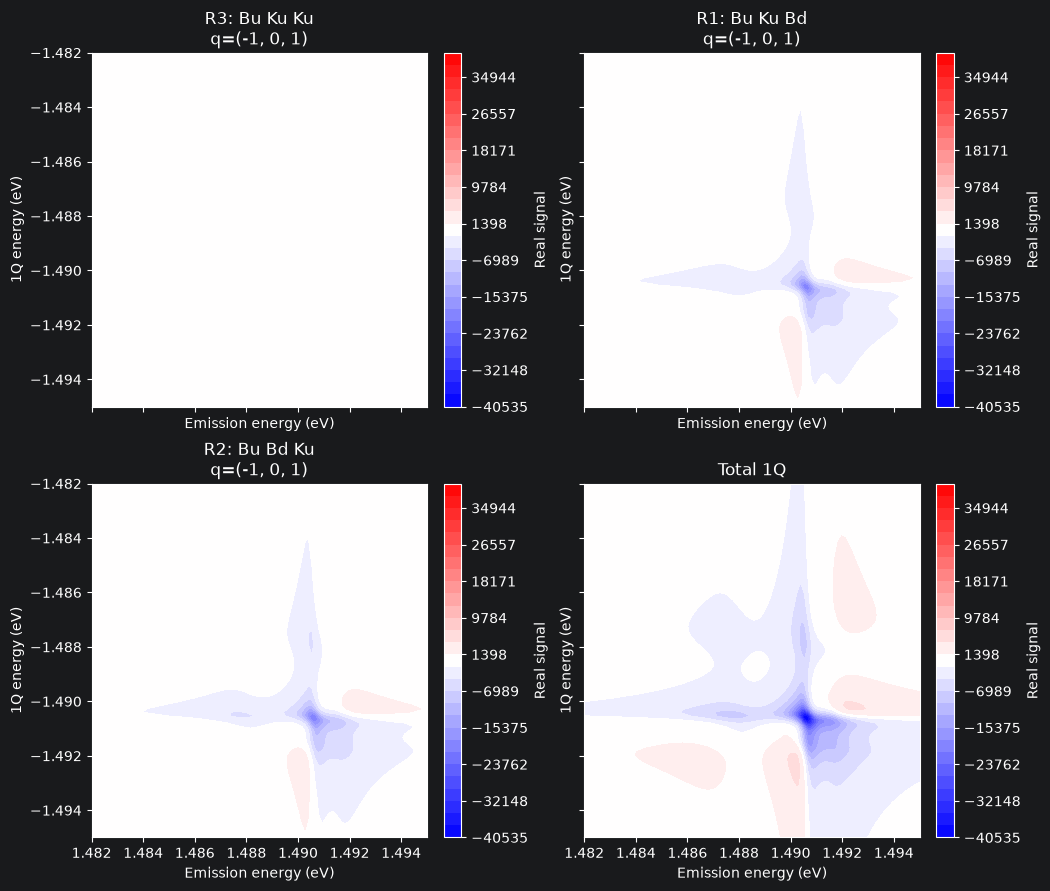 R3: Bu Ku Ku
q=(-1, 0, 1)
−1.482
−1.484
−1.486
−1.488
−1.490
−1.492
−1.494
1Q energy (eV)
Emission energy (eV)
34944
26557
18171
9784
1398
−6989
−15375
−23762
−32148
−40535
Real signal
R1: Bu Ku Bd
q=(-1, 0, 1)
1Q energy (eV)
Emission energy (eV)
34944
26557
18171
9784
1398
−6989
−15375
−23762
−32148
−40535
Real signal
R2: Bu Bd Ku
q=(-1, 0, 1)
−1.482
−1.484
−1.486
−1.488
−1.490
−1.492
−1.494
1Q energy (eV)
1.482 1.484 1.486 1.488 1.490 1.492 1.494
Emission energy (eV)
34944
26557
18171
9784
1398
−6989
−15375
−23762
−32148
−40535
Real signal
Total 1Q
1Q energy (eV)
1.482 1.484 1.486 1.488 1.490 1.492 1.494
Emission energy (eV)
34944
26557
18171
9784
1398
−6989
−15375
−23762
−32148
−40535
Real signal